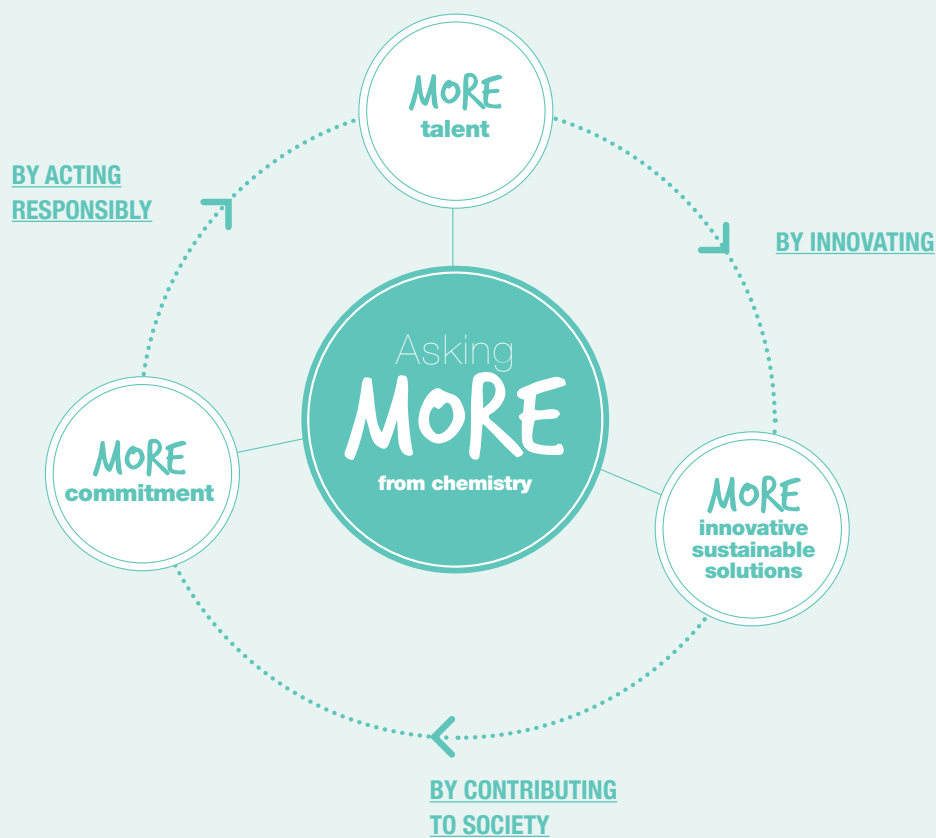 MORE
talent
BY ACTING
RESPONSIBLY
BY INNOVATING
Asking
MORE
from chemistry
MORE
commitment
MORE
innovative
sustainable
solutions
BY CONTRIBUTING
TO SOCIETY